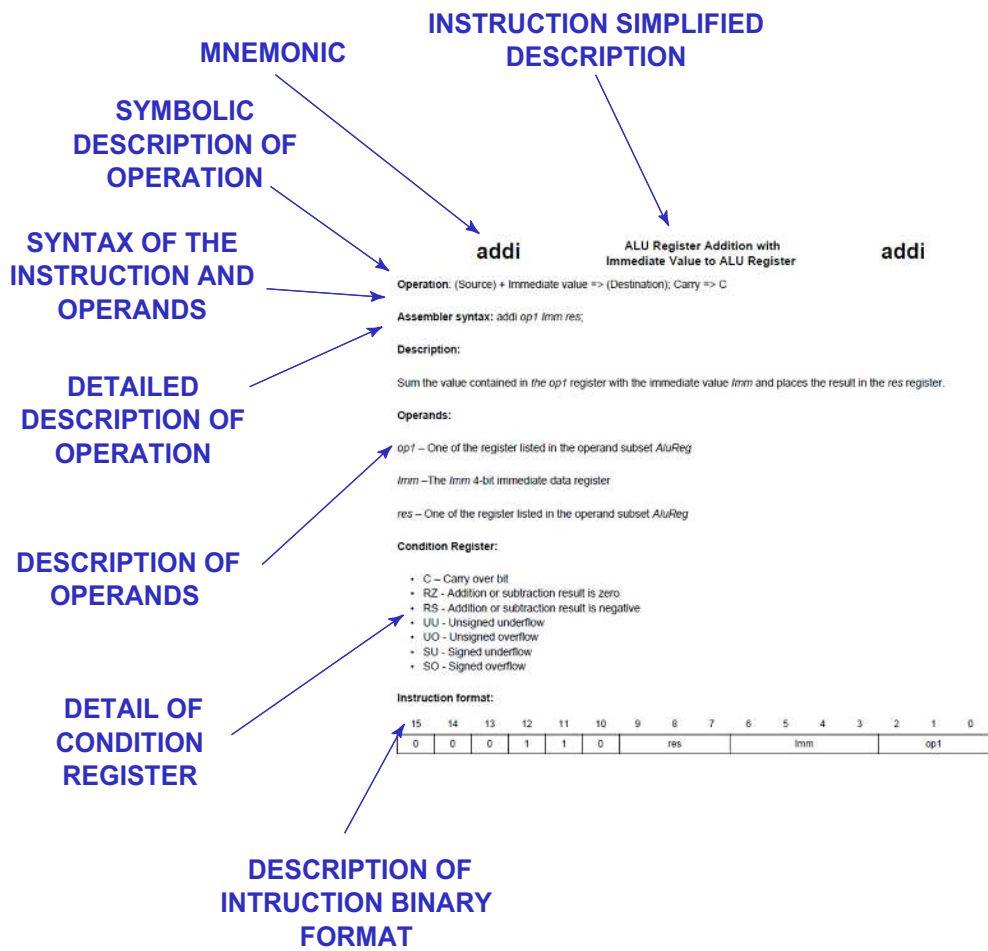 INSTRUCTION SIMPLIFIED
DESCRIPTION
MNEMONIC
SYMBOLIC
DESCRIPTION OF
OPERATION
SYNTAX OF THE
INSTRUCTION AND
OPERANDS
DETAILED
DESCRIPTION OF
OPERATION
DESCRIPTION OF
OPERANDS
DETAIL OF
CONDITION
REGISTER
DESCRIPTION OF
INTRUCTION BINARY
FORMAT
addi
ALU Register Addition with
Immediate Value to ALU Register
addi
Operation: (Source) + Immediate value => (Destination); Carry => C
Assembler syntax: addi op1 Imm res;
Description:
Sum the value contained in the op1 register with the immediate value Imm and places the result in the res register.
Operands:
op1 – One of the register listed in the operand subset AluReg
Imm –The Imm 4-bit immediate data register
res – One of the register listed in the operand subset AluReg
Condition Register:
• C – Carry over bit
• RZ - Addition or subtraction result is zero
• RS - Addition or subtraction result is negative
• UU - Unsigned underflow
• UO - Unsigned overflow
• SU - Signed underflow
• SO - Signed overflow
Instruction format:
15 14 13 12 11 10 9 8 7 6 5 4 3 2 1 0
0 0 0 1 1 0 res Imm op1